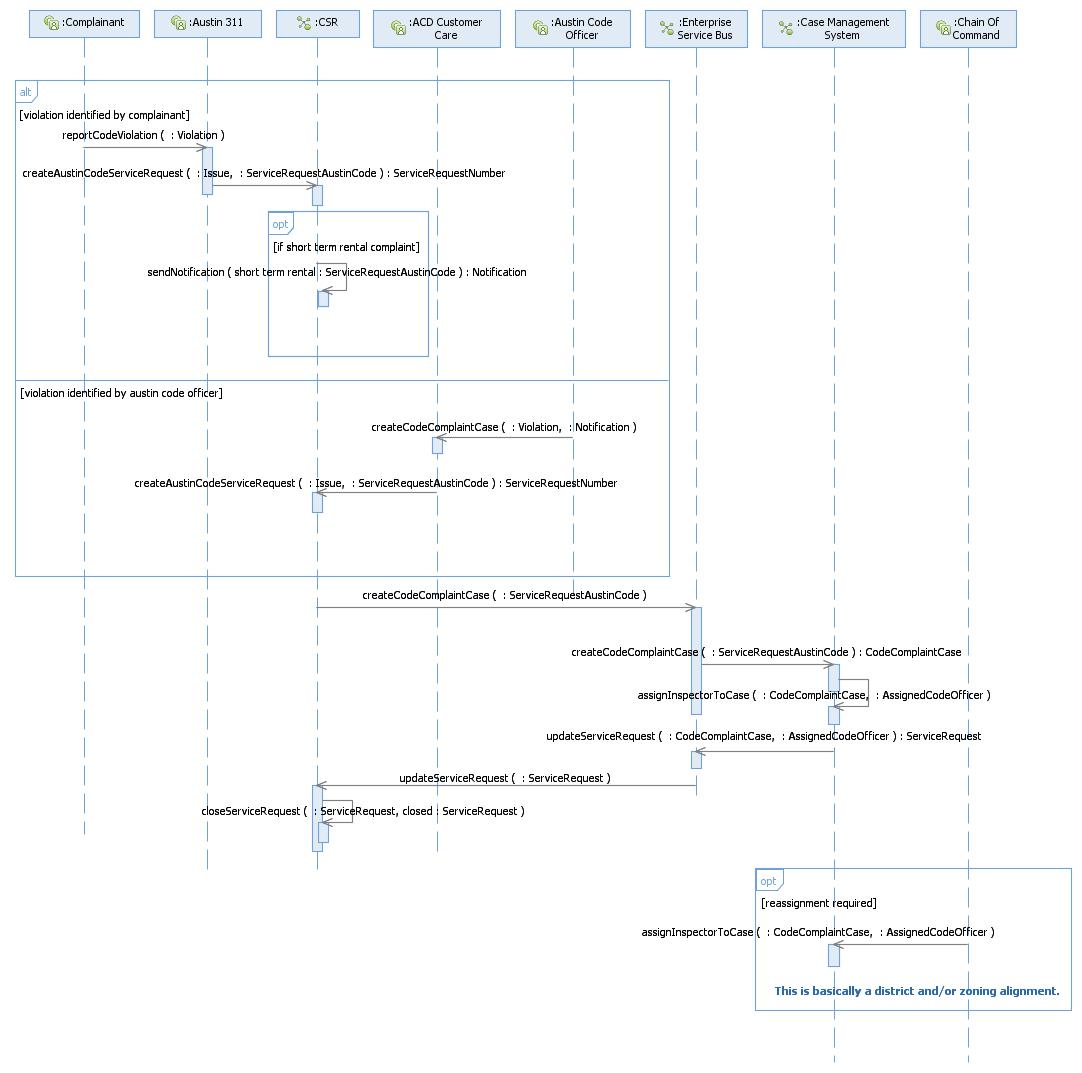 :Complainant
:Austin 311
:CSR
:ACD Customer
Care
:Austin Code
Officer
:Enterprise
Service Bus
:Case Management
System
:Chain Of
Command
alt
[violation identified by complainant]
reportCodeViolation (  : Violation )
createAustinCodeServiceRequest (  : Issue,  : ServiceRequestAustinCode ) : ServiceRequestNumber
opt
[if short term rental complaint]
sendNotification ( short term rental : ServiceRequestAustinCode ) : Notification
[violation identified by austin code officer]
createCodeComplaintCase (  : Violation,  : Notification )
createAustinCodeServiceRequest (  : Issue,  : ServiceRequestAustinCode ) : ServiceRequestNumber
createCodeComplaintCase (  : ServiceRequestAustinCode )
createCodeComplaintCase (  : ServiceRequestAustinCode ) : CodeComplaintCase
assignInspectorToCase (  : CodeComplaintCase,  : AssignedCodeOfficer )
updateServiceRequest (  : CodeComplaintCase,  : AssignedCodeOfficer ) : ServiceRequest
updateServiceRequest (  : ServiceRequest )
closeServiceRequest (  : ServiceRequest, closed : ServiceRequest )
opt
[reassignment required]
assignInspectorToCase (  : CodeComplaintCase,  : AssignedCodeOfficer )
This is basically a district and/or zoning alignment.